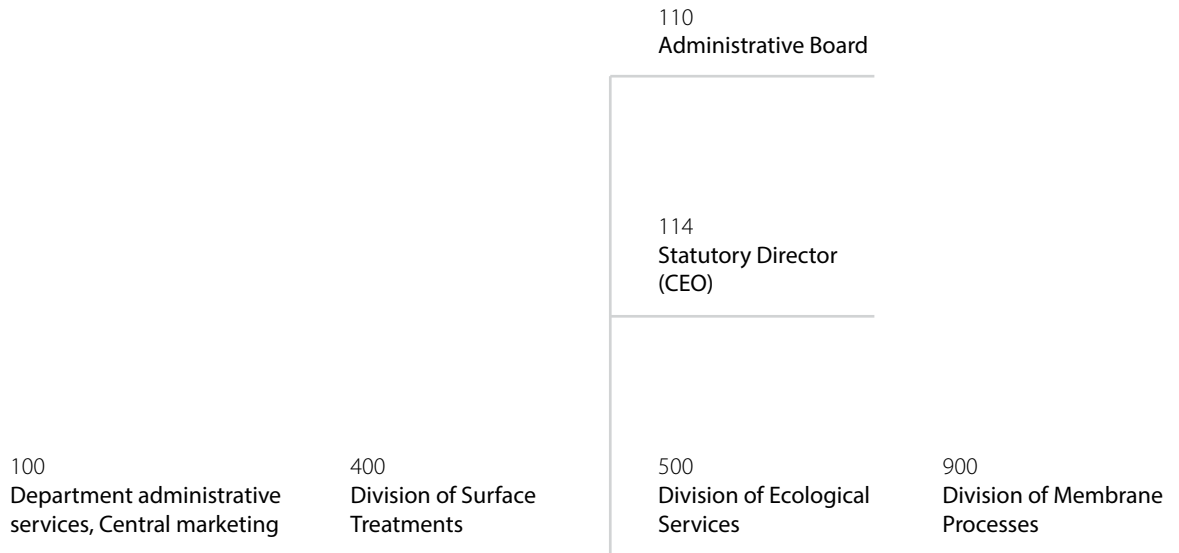 110
Administrative Board
114
Statutory Director
(CEO)
100
Department administrative
services, Central marketing
400
Division of Surface
Treatments
500
Division of Ecological
Services
900
Division of Membrane
Processes